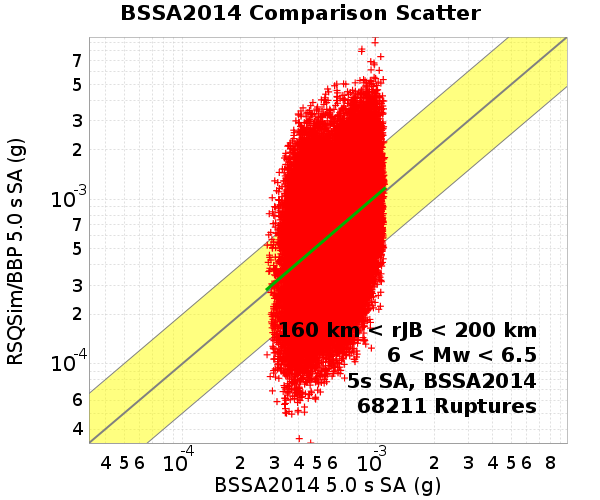 BSSA2014 Comparison Scatter
RSQSim/BBP 5.0 s SA (g)
7
5
3
2
10-3
7
5
3
2
10-4
6
4
160 km < rJB < 200 km
6 < Mw < 6.5
5s SA, BSSA2014
68211 Ruptures
4 5 6 10-4 2 3 4 5 6 10-3 2 3 4 5 6 8
BSSA2014 5.0 s SA (g)